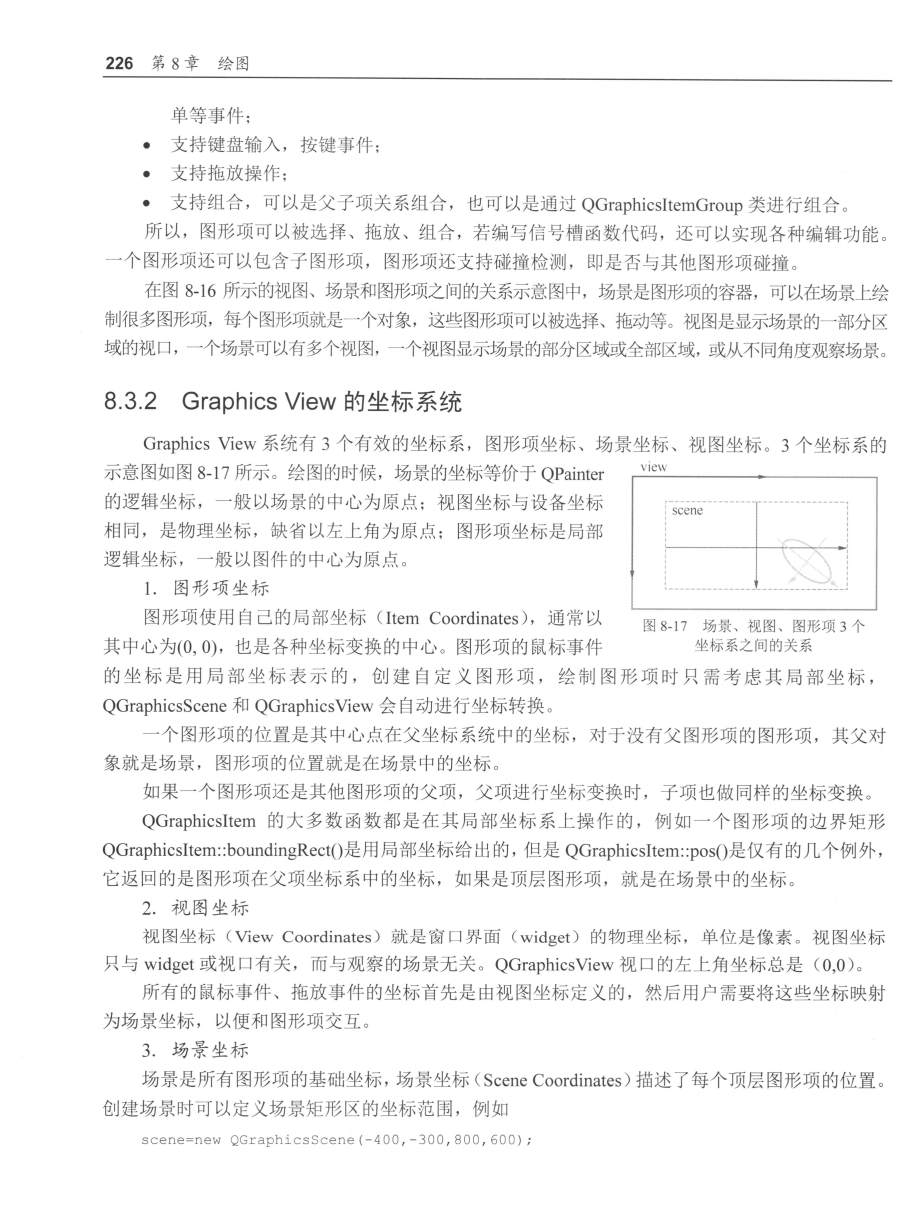 226 第 8 章 绘图
单等事件；
● 支持键盘输入，按键事件；
● 支持拖放操作；
● 支持组合，可以是父子项关系组合，也可以是通过 QGraphicsItemGroup 类进行组合。
所以，图形项可以被选择、拖放、组合，若编写信号槽函数代码，还可以实现各种编辑功能。
一个图形项还可以包含子图形项，图形项还支持碰撞检测，即是否与其他图形项碰撞。
在图 8-16 所示的视图、场景和图形项之间的关系示意图中，场景是图形项的容器，可以在场景上绘
制很多图形项，每个图形项就是一个对象，这些图形项可以被选择、拖动等。视图是显示场景的一部分区
域的视口，一个场景可以有多个视图，一个视图显示场景的部分区域或全部区域，或从不同角度观察场景。
8.3.2 Graphics View 的坐标系统
Graphics View 系统有 3 个有效的坐标系，图形项坐标、场景坐标、视图坐标。3 个坐标系的
示意图如图 8-17 所示。绘图的时候，场景的坐标等价于 QPainter
的逻辑坐标，一般以场景的中心为原点；视图坐标与设备坐标
相同，是物理坐标，缺省以左上角为原点；图形项坐标是局部
逻辑坐标，一般以图件的中心为原点。
view
scene
图 8-17 场景、视图、图形项 3 个
坐标系之间的关系
1. 图形项坐标
图形项使用自己的局部坐标（Item Coordinates），通常以
其中心为(0, 0)，也是各种坐标变换的中心。图形项的鼠标事件
的坐标是用局部坐标表示的，创建自定义图形项，绘制图形项时只需考虑其局部坐标，
QGraphicsScene 和 QGraphicsView 会自动进行坐标转换。
一个图形项的位置是其中心点在父坐标系统中的坐标，对于没有父图形项的图形项，其父对
象就是场景，图形项的位置就是在场景中的坐标。
如果一个图形项还是其他图形项的父项，父项进行坐标变换时，子项也做同样的坐标变换。
QGraphicsItem 的大多数函数都是在其局部坐标系上操作的，例如一个图形项的边界矩形
QGraphicsItem::boundingRect()是用局部坐标给出的，但是 QGraphicsItem::pos()是仅有的几个例外，
它返回的是图形项在父项坐标系中的坐标，如果是顶层图形项，就是在场景中的坐标。
2. 视图坐标
视图坐标（View Coordinates）就是窗口界面（widget）的物理坐标，单位是像素。视图坐标
只与 widget 或视口有关，而与观察的场景无关。QGraphicsView 视口的左上角坐标总是（0,0）。
所有的鼠标事件、拖放事件的坐标首先是由视图坐标定义的，然后用户需要将这些坐标映射
为场景坐标，以便和图形项交互。
3. 场景坐标
场景是所有图形项的基础坐标，场景坐标（Scene Coordinates）描述了每个顶层图形项的位置。
创建场景时可以定义场景矩形区的坐标范围，例如
scene=new QGraphicsScene(-400,-300,800,600);